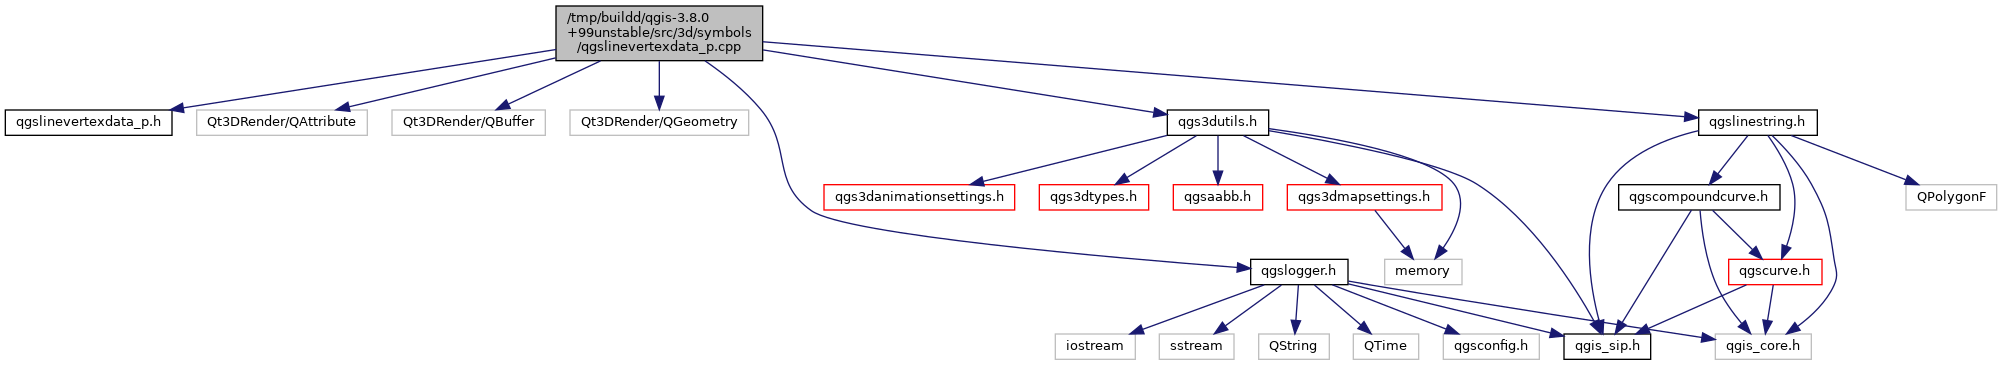 /tmp/buildd/qgis-3.8.0
+99unstable/src/3d/symbols
/qgslinevertexdata_p.cpp
qgslinevertexdata_p.h
Qt3DRender/QAttribute
Qt3DRender/QBuffer
Qt3DRender/QGeometry
qgs3dutils.h
qgslinestring.h
qgs3danimationsettings.h
qgs3dtypes.h
qgsaabb.h
qgs3dmapsettings.h
qgscompoundcurve.h
QPolygonF
qgslogger.h
memory
qgscurve.h
iostream
sstream
QString
QTime
qgsconfig.h
qgis_sip.h
qgis_core.h